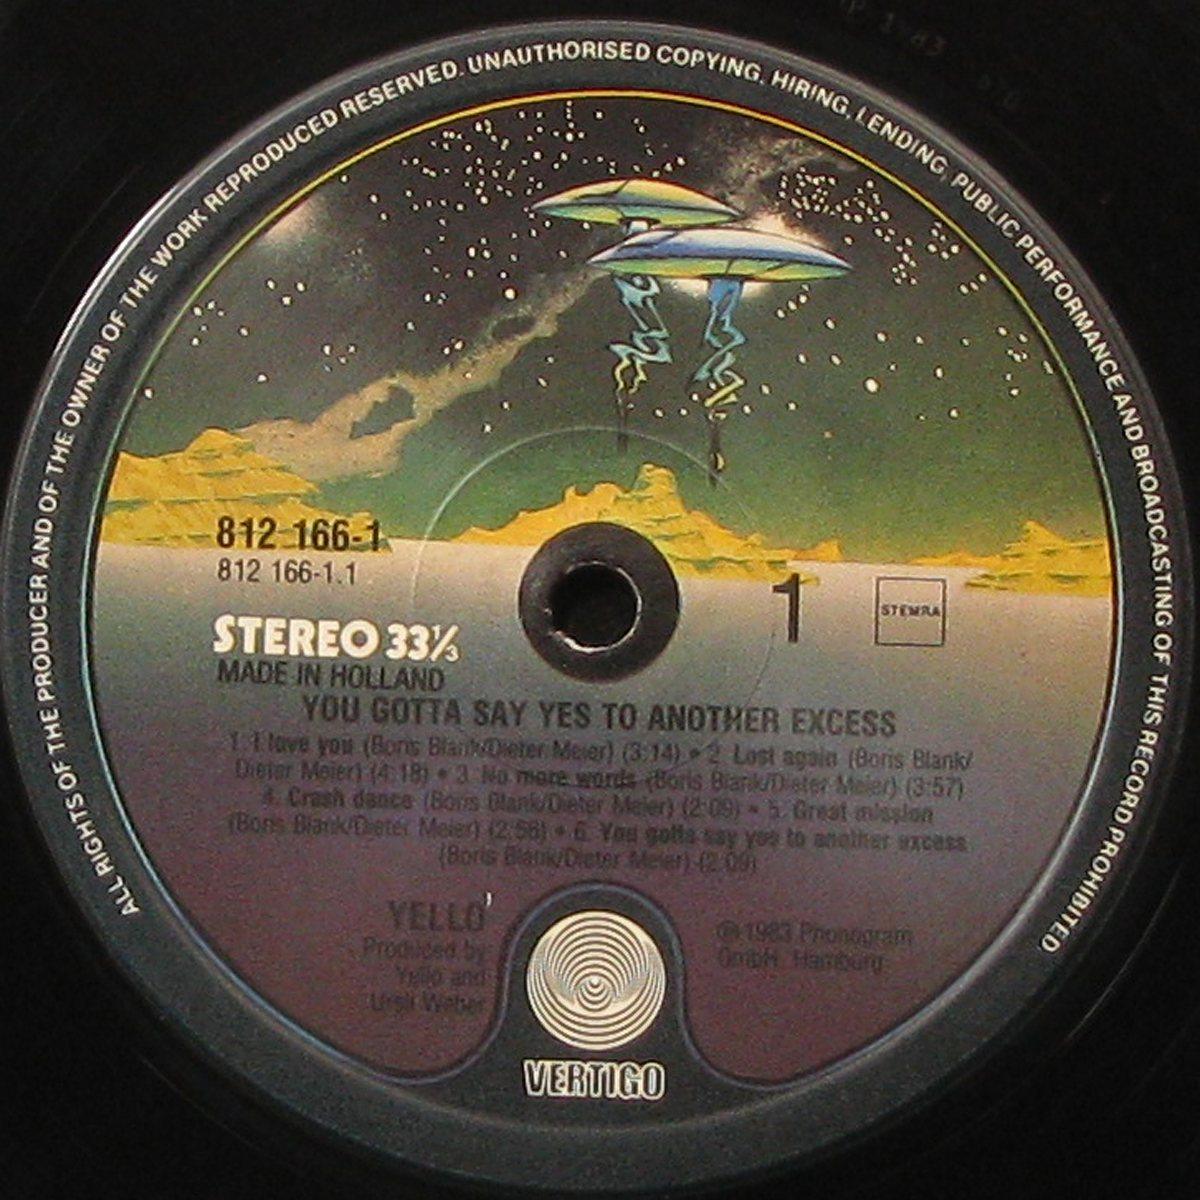 ALL RIGHTS OF THE PRODUCER AND OF THE OWNER OF THE WORK REPRODUCED RESERVED. UNAUTHORISED COPYING, HIRING, LENDING, PUBLIC PERFORMANCE AND BROADCASTING OF THIS RECORD PROHIBITED
812 166-1
812 166-1.1
1
STEMRA
STEREO 33⅓
MADE IN HOLLAND
YOU GOTTA SAY YES TO ANOTHER EXCESS
1. I love you (Boris Blank/Dieter Meier) (3:14) • 2. Lost again (Boris Blank/
Dieter Meier) (4:18) • 3. No more words (Boris Blank/Dieter Meier) (3:57)
4. Crash dance (Boris Blank/Dieter Meier) (2:09) • 5. Great mission
(Boris Blank/Dieter Meier) (2:56) • 6. You gotta say yes to another excess
(Boris Blank/Dieter Meier) (2:09)
YELLO
Produced by
Yello and
Ursli Weber
℗ 1983 Phonogram
GmbH, Hamburg
VERTIGO